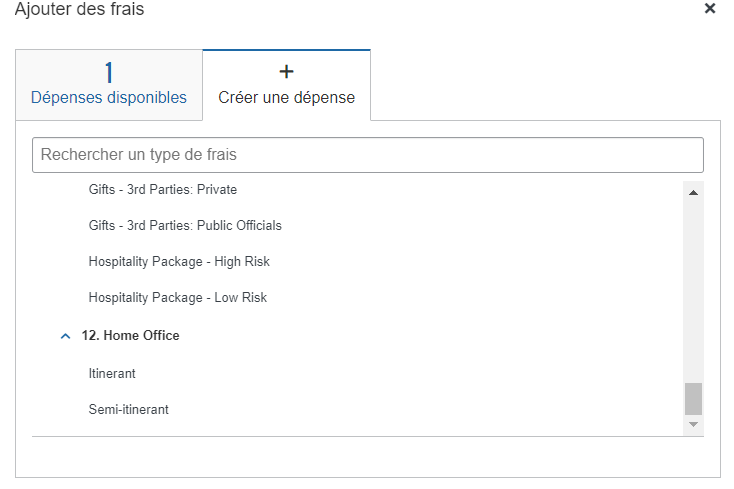 Ajouter des frais
×
1
Dépenses disponibles
+
Créer une dépense
Rechercher un type de frais
Gifts - 3rd Parties: Private
Gifts - 3rd Parties: Public Officials
Hospitality Package - High Risk
Hospitality Package - Low Risk
12. Home Office
Itinerant
Semi-itinerant